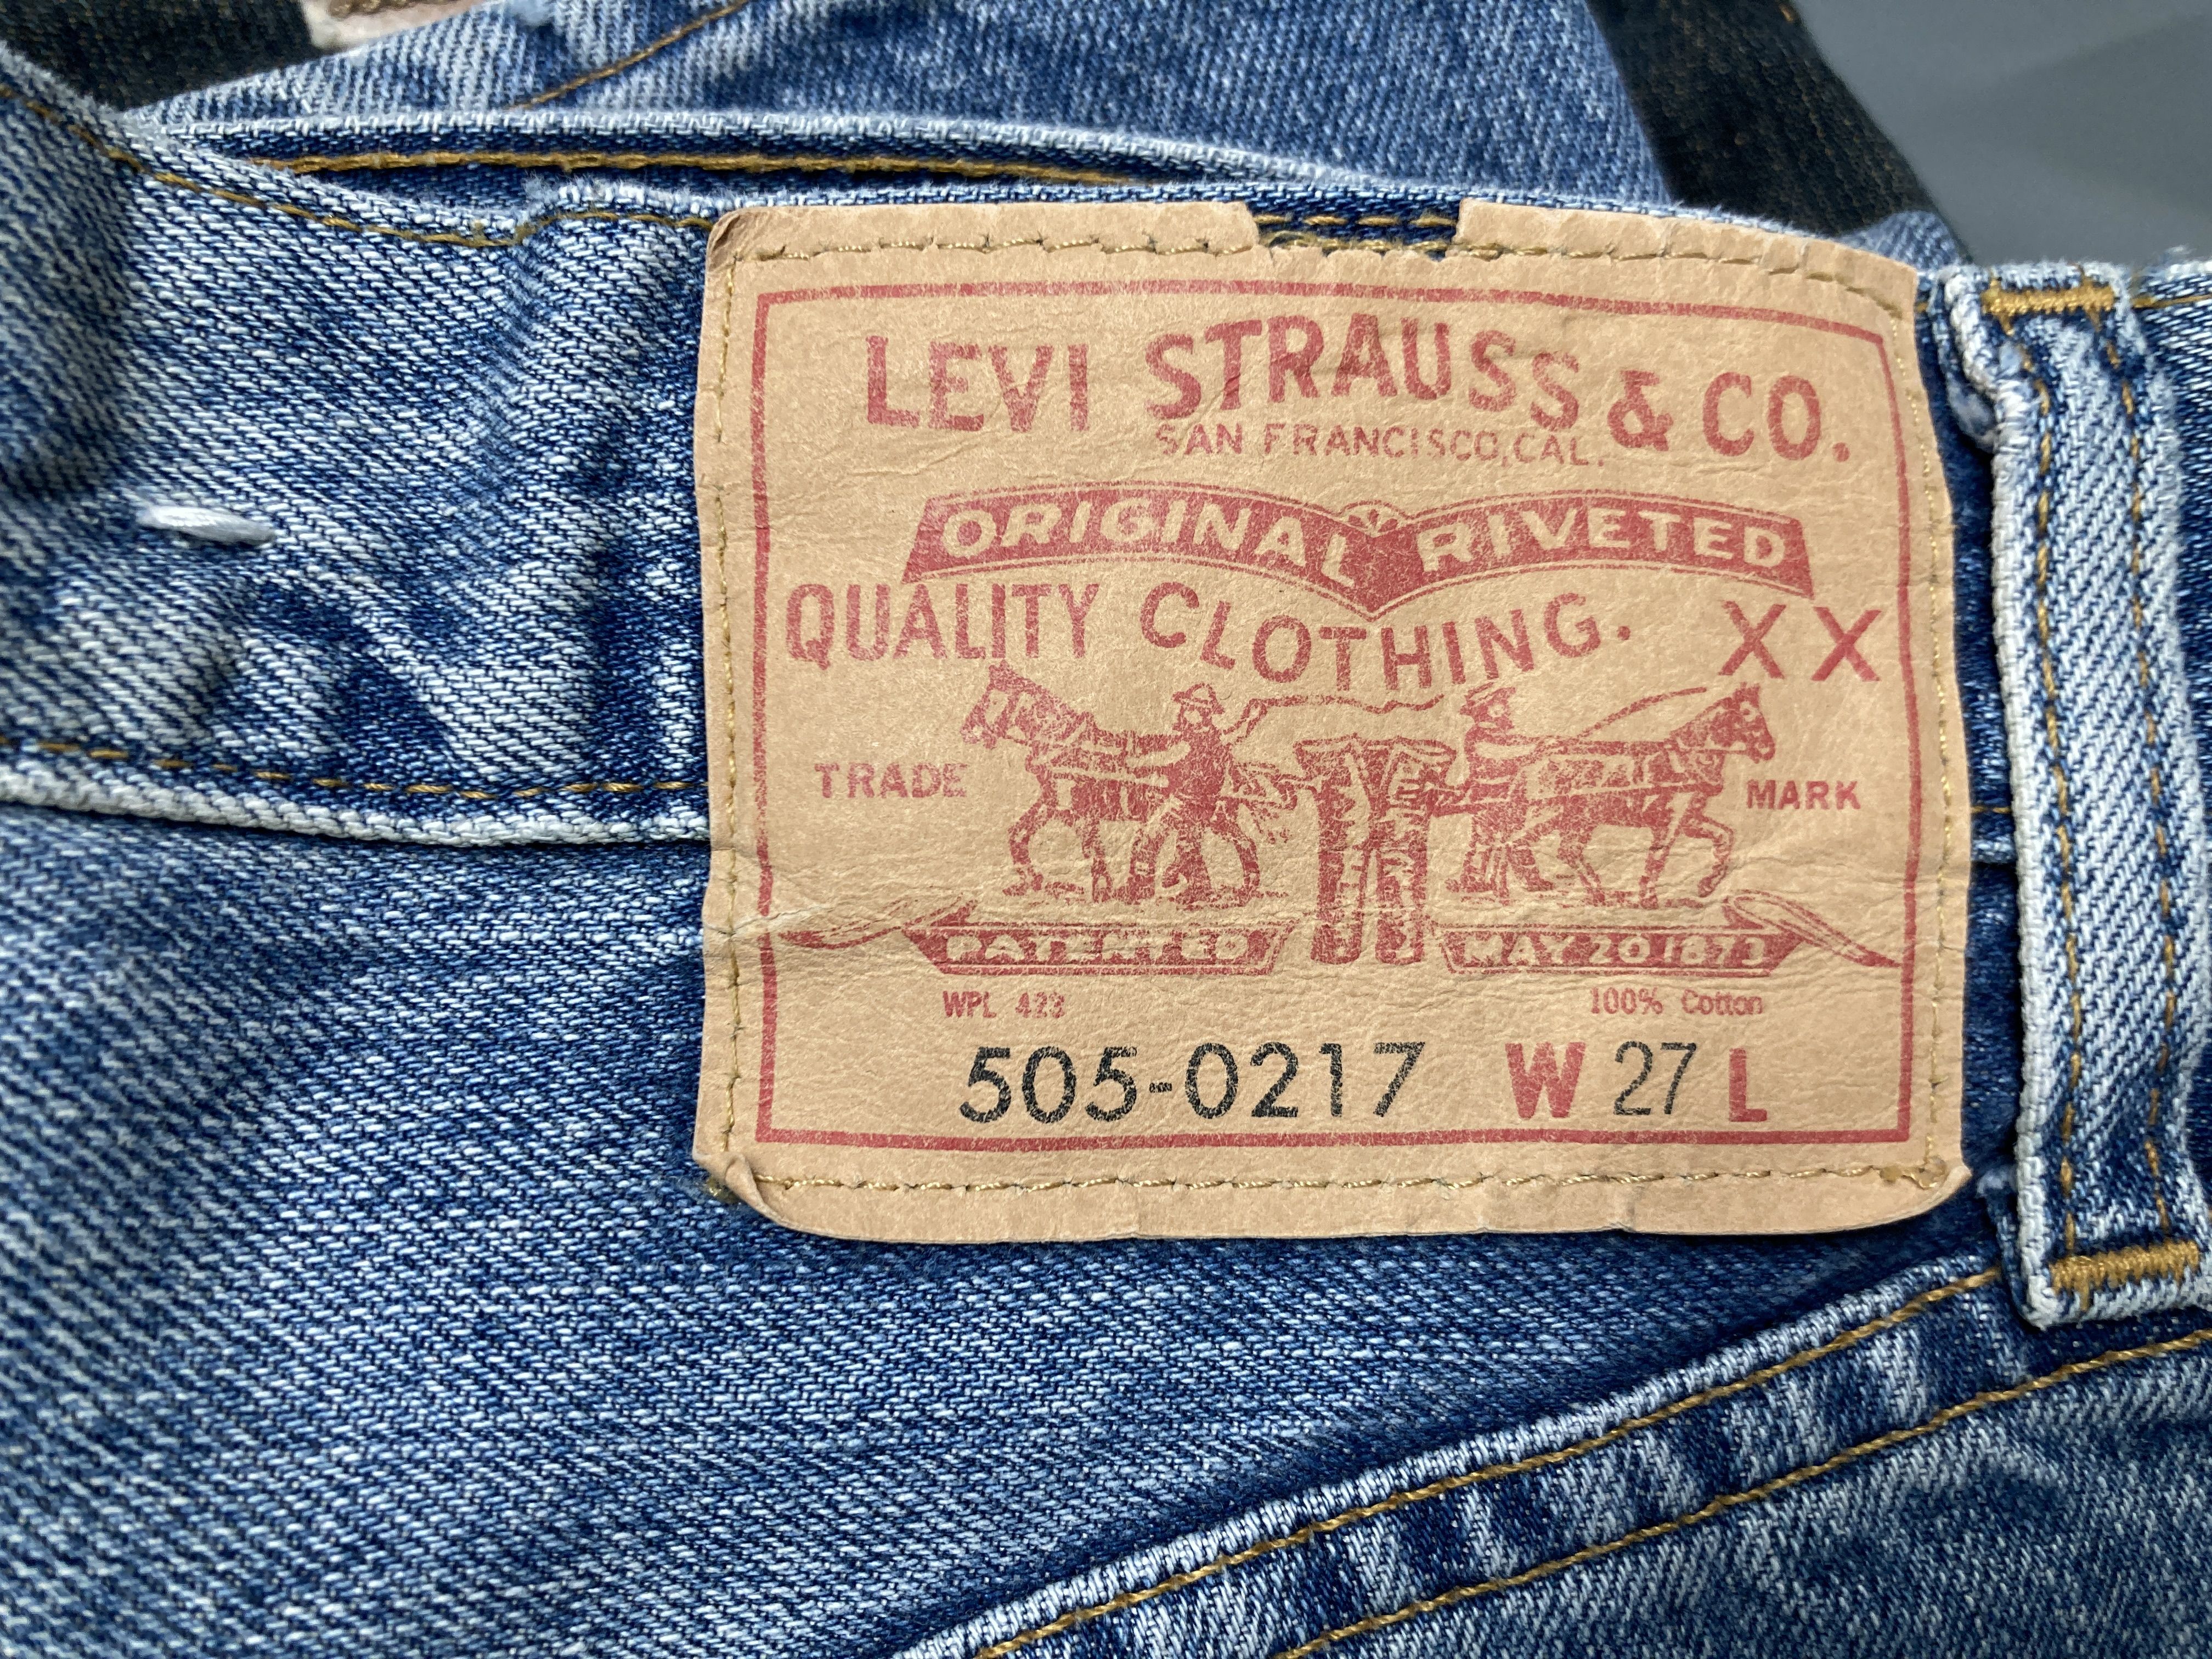 LEVI STRAUSS & CO.
SAN FRANCISCO, CAL.
ORIGINAL RIVETED
QUALITY CLOTHING. XX
TRADE MARK
PATENTED MAY 20 1873
WPL 423 100% Cotton
505-0217 W 27 L